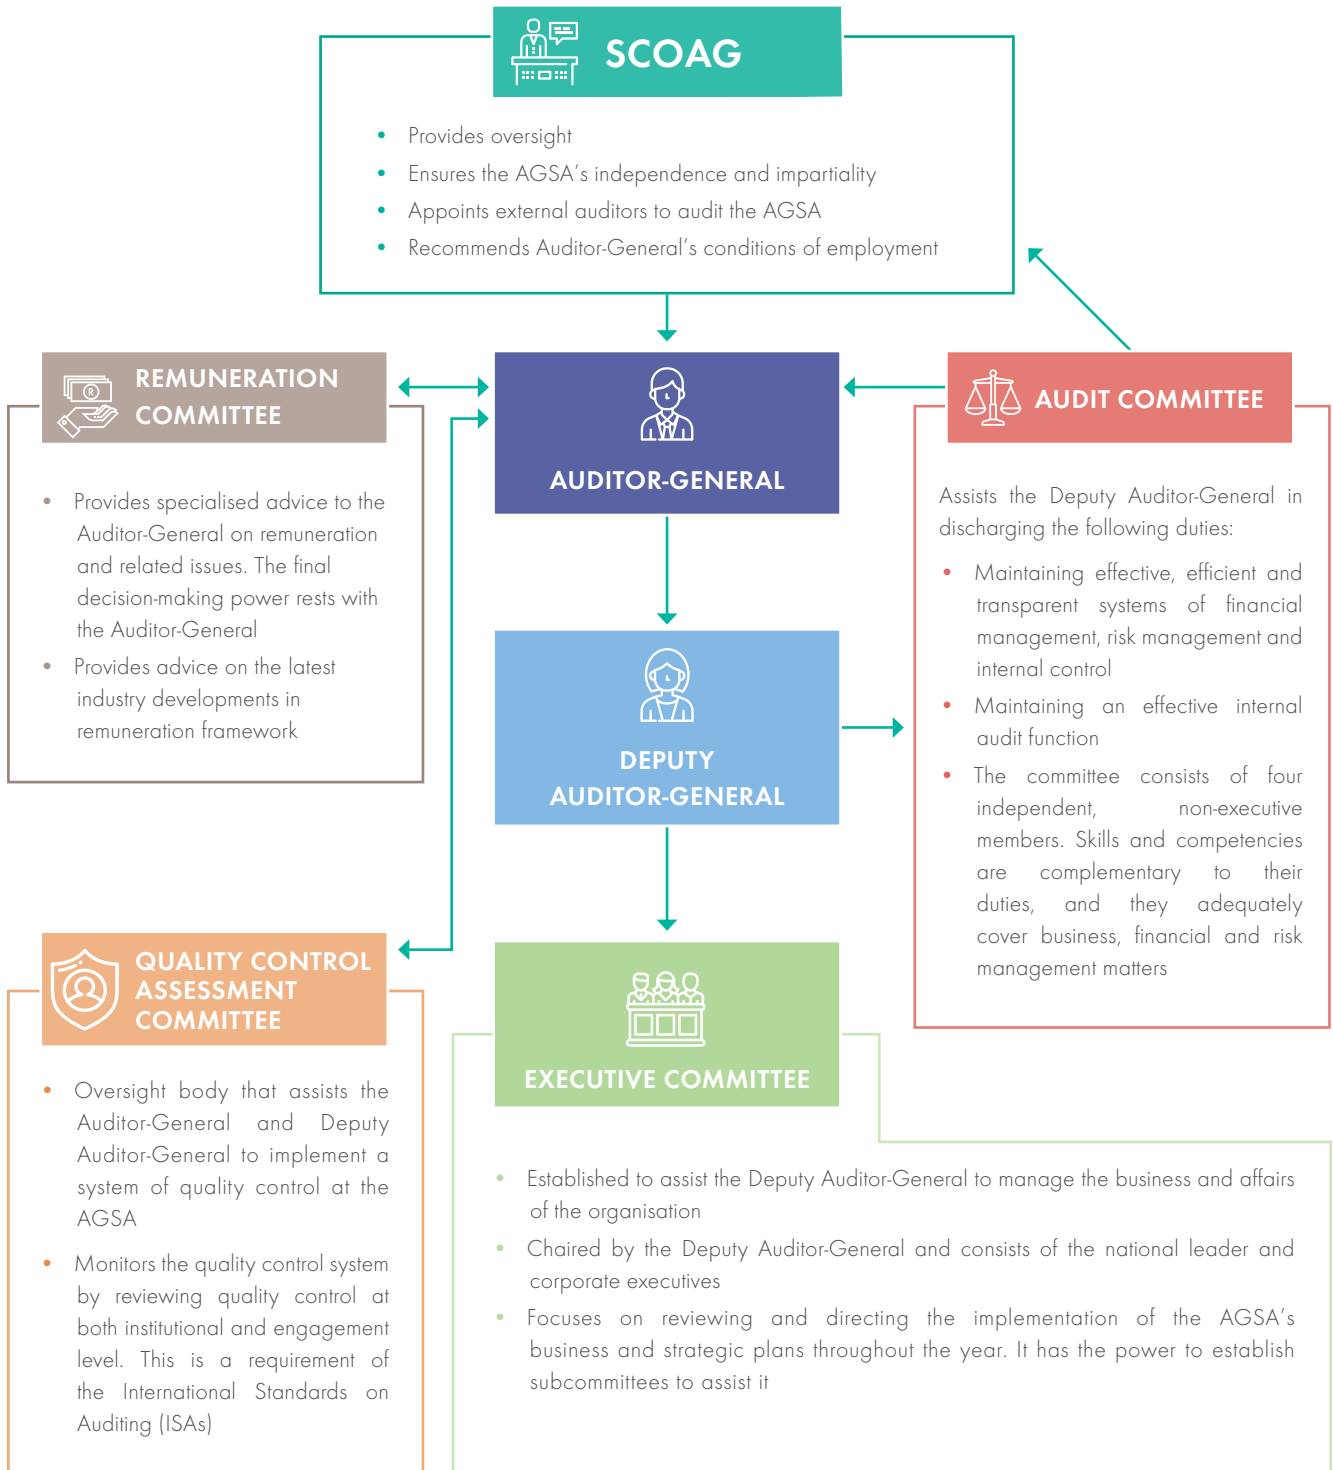 SCOAG
• Provides oversight
• Ensures the AGSA's independence and impartiality
• Appoints external auditors to audit the AGSA
• Recommends Auditor-General's conditions of employment
REMUNERATION
COMMITTEE
• Provides specialised advice to the
Auditor-General on remuneration
and related issues. The final
decision-making power rests with
the Auditor-General
• Provides advice on the latest
industry developments in
remuneration framework
AUDITOR-GENERAL
AUDIT COMMITTEE
Assists the Deputy Auditor-General in
discharging the following duties:
• Maintaining effective, efficient and
transparent systems of financial
management, risk management and
internal control
• Maintaining an effective internal
audit function
• The committee consists of four
independent, non-executive
members. Skills and competencies
are complementary to their
duties, and they adequately
cover business, financial and risk
management matters
DEPUTY
AUDITOR-GENERAL
QUALITY CONTROL
ASSESSMENT
COMMITTEE
• Oversight body that assists the
Auditor-General and Deputy
Auditor-General to implement a
system of quality control at the
AGSA
• Monitors the quality control system
by reviewing quality control at
both institutional and engagement
level. This is a requirement of
the International Standards on
Auditing (ISAs)
EXECUTIVE COMMITTEE
• Established to assist the Deputy Auditor-General to manage the business and affairs
of the organisation
• Chaired by the Deputy Auditor-General and consists of the national leader and
corporate executives
• Focuses on reviewing and directing the implementation of the AGSA's
business and strategic plans throughout the year. It has the power to establish
subcommittees to assist it